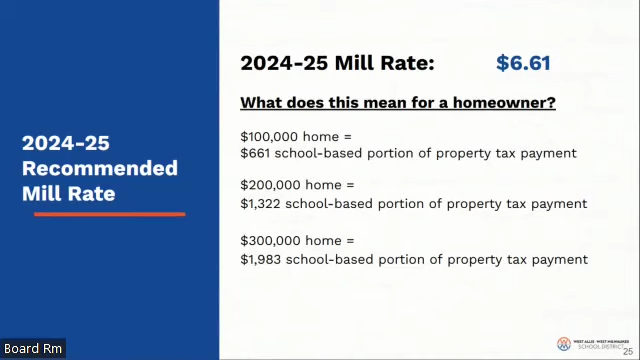 2024-25
Recommended
Mill Rate
2024-25 Mill Rate: $6.61
What does this mean for a homeowner?
$100,000 home =
$661 school-based portion of property tax payment
$200,000 home =
$1,322 school-based portion of property tax payment
$300,000 home =
$1,983 school-based portion of property tax payment
Board Rm
WEST ALLIS-WEST MILWAUKEE
SCHOOL DISTRICT
25